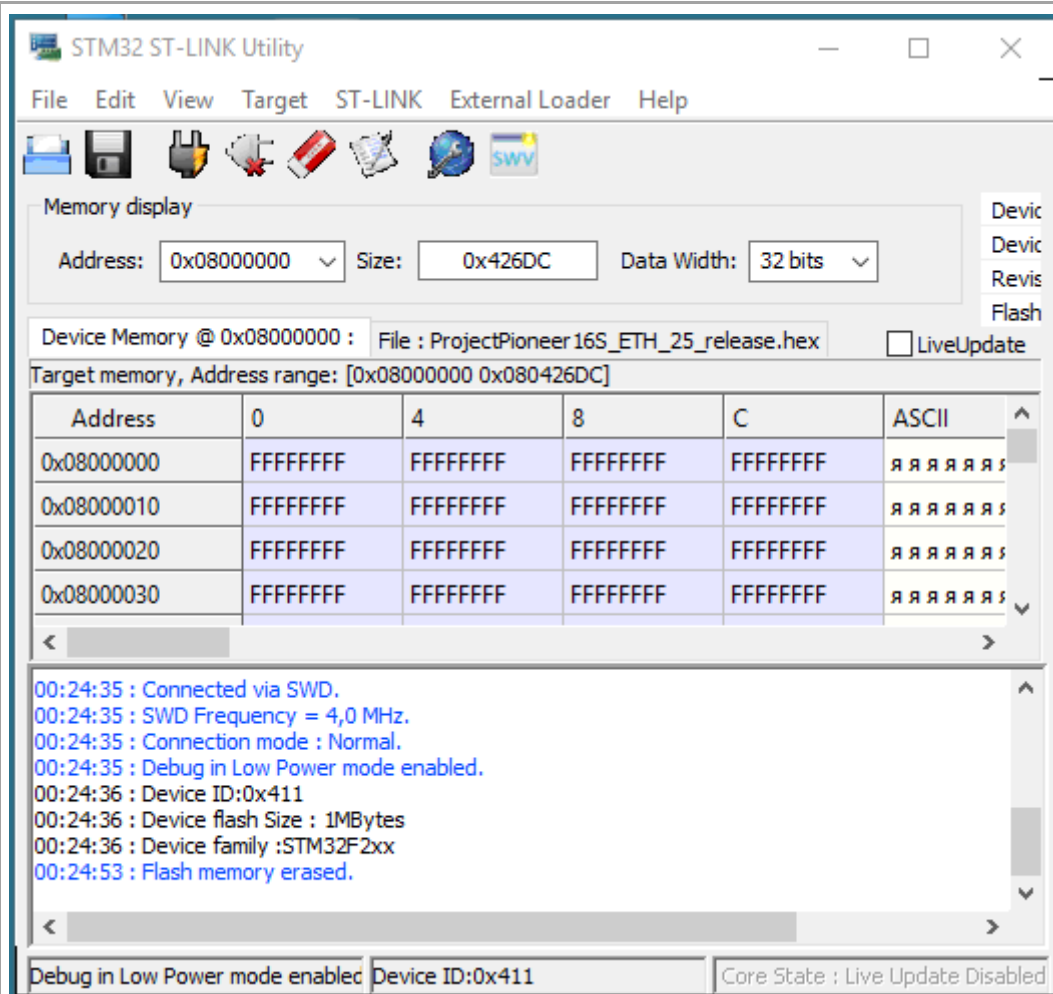 STM32 ST-LINK Utility
File Edit View Target ST-LINK External Loader Help
SWV
Memory display
Address: 0x08000000 Size: 0x426DC Data Width: 32 bits
Devic
Devic
Revis
Flash
Device Memory @ 0x08000000 : File : ProjectPioneer16S_ETH_25_release.hex LiveUpdate
Target memory, Address range: [0x08000000 0x080426DC]
Address 0 4 8 C ASCII
0x08000000 FFFFFFFF FFFFFFFF FFFFFFFF FFFFFFFF я я я я я я я
0x08000010 FFFFFFFF FFFFFFFF FFFFFFFF FFFFFFFF я я я я я я я
0x08000020 FFFFFFFF FFFFFFFF FFFFFFFF FFFFFFFF я я я я я я я
0x08000030 FFFFFFFF FFFFFFFF FFFFFFFF FFFFFFFF я я я я я я я
00:24:35 : Connected via SWD.
00:24:35 : SWD Frequency = 4,0 MHz.
00:24:35 : Connection mode : Normal.
00:24:35 : Debug in Low Power mode enabled.
00:24:36 : Device ID:0x411
00:24:36 : Device flash Size : 1MBytes
00:24:36 : Device family :STM32F2xx
00:24:53 : Flash memory erased.
Debug in Low Power mode enabled Device ID:0x411 Core State : Live Update Disabled